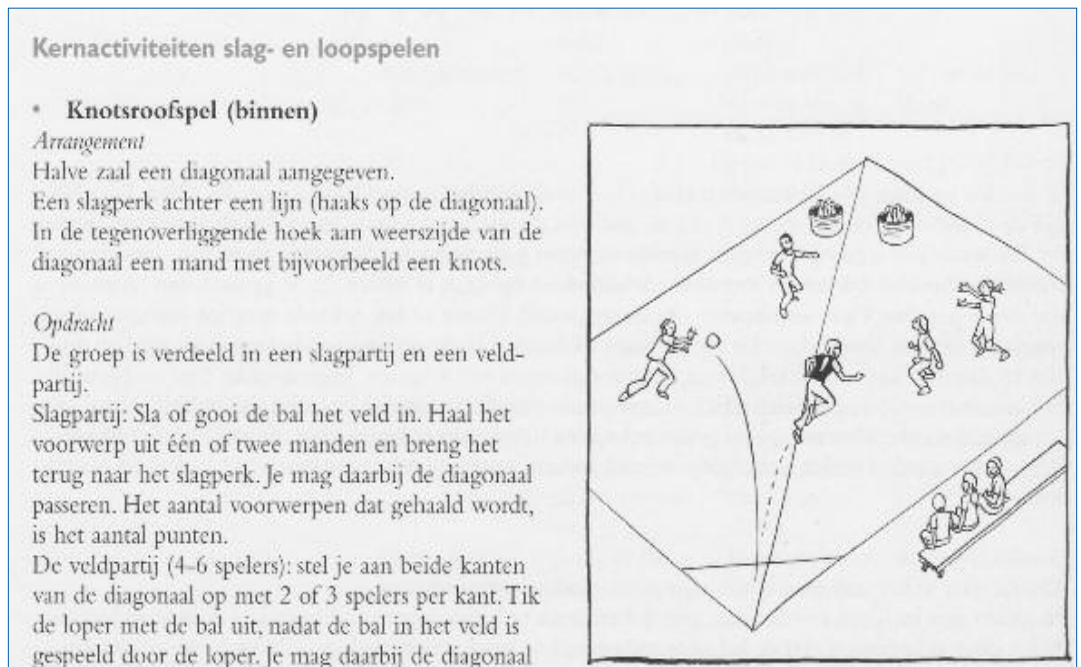 Kernactiviteiten slag- en loopspelen
• Knotsroofspel (binnen)
Arrangement
Halve zaal een diagonaal aangegeven.
Een slagperk achter een lijn (haaks op de diagonaal).
In de tegenoverliggende hoek aan weerszijde van de
diagonaal een mand met bijvoorbeeld een knots.
Opdracht
De groep is verdeeld in een slagpartij en een veld-
partij.
Slagpartij: Sla of gooi de bal het veld in. Haal het
voorwerp uit één of twee manden en breng het
terug naar het slagperk. Je mag daarbij de diagonaal
passeren. Het aantal voorwerpen dat gehaald wordt,
is het aantal punten.
De veldpartij (4-6 spelers): stel je aan beide kanten
van de diagonaal op met 2 of 3 spelers per kant. Tik
de loper met de bal uit, nadat de bal in het veld is
gespeeld door de loper. Je mag daarbij de diagonaal